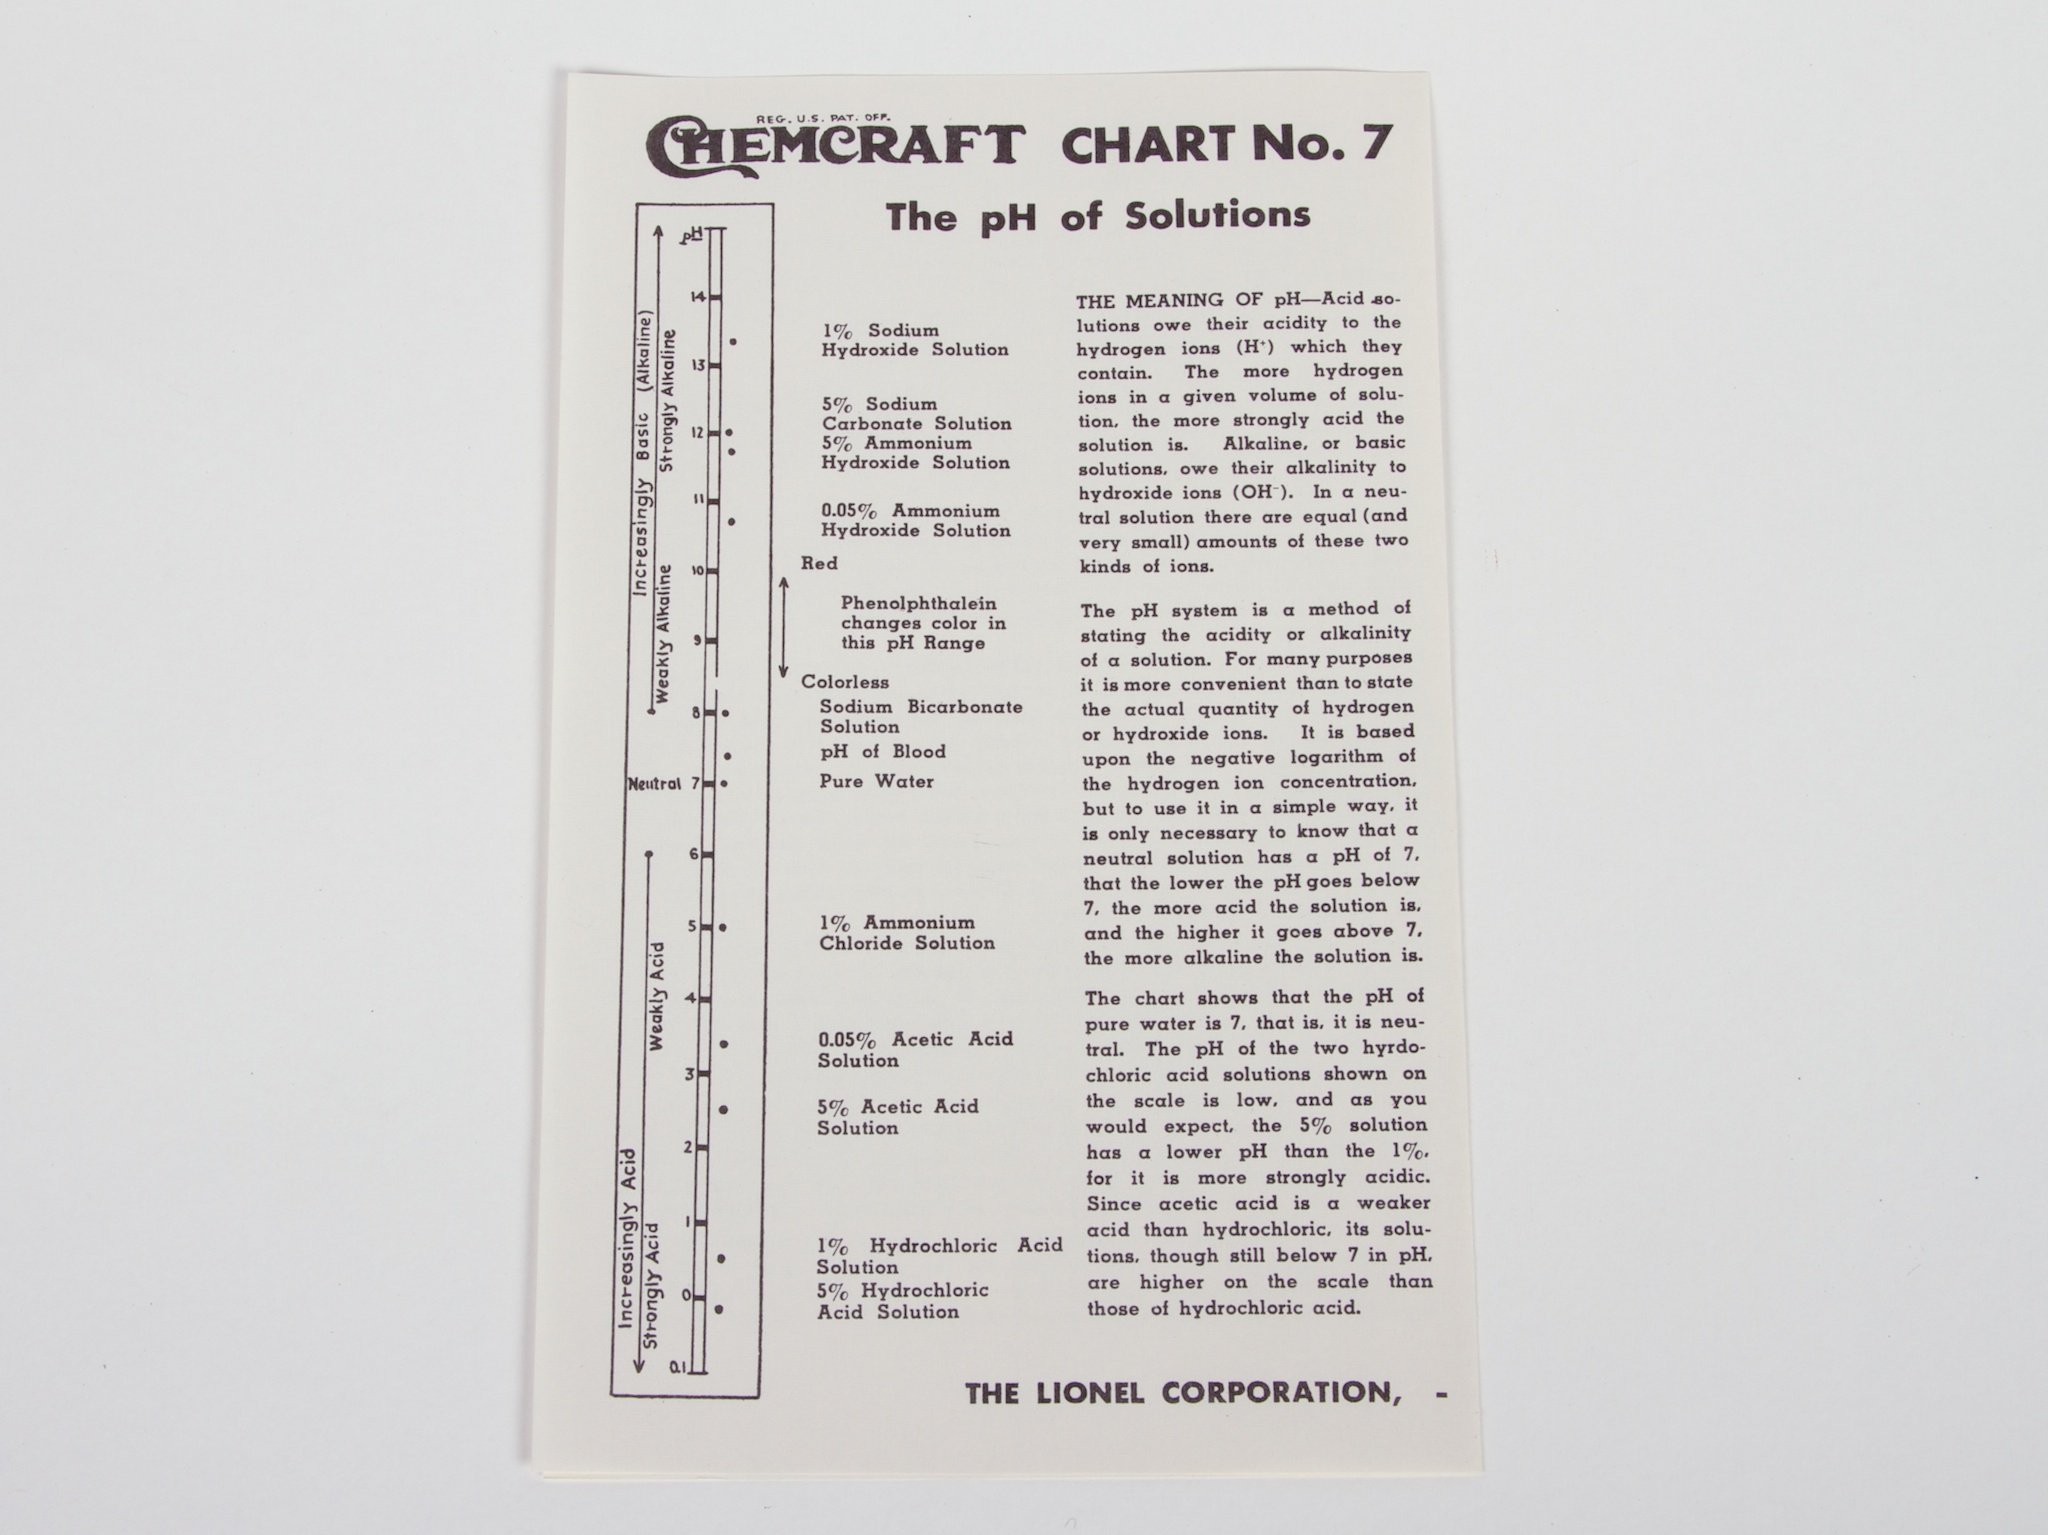 REG. U.S. PAT. OFF.
CHEMCRAFT CHART No. 7
The pH of Solutions
pH
14
13
12
11
10
9
8
Neutral 7
6
5
4
3
2
1
0
0.1
Increasingly Basic (Alkaline)
Strongly Alkaline
Weakly Alkaline
Weakly Acid
Increasingly Acid
Strongly Acid
1% Sodium
Hydroxide Solution
5% Sodium
Carbonate Solution
5% Ammonium
Hydroxide Solution
0.05% Ammonium
Hydroxide Solution
Red
Phenolphthalein
changes color in
this pH Range
Colorless
Sodium Bicarbonate
Solution
pH of Blood
Pure Water
1% Ammonium
Chloride Solution
0.05% Acetic Acid
Solution
5% Acetic Acid
Solution
1% Hydrochloric Acid
Solution
5% Hydrochloric
Acid Solution
THE MEANING OF pH—Acid so-
lutions owe their acidity to the
hydrogen ions (H⁺) which they
contain. The more hydrogen
ions in a given volume of solu-
tion, the more strongly acid the
solution is. Alkaline, or basic
solutions, owe their alkalinity to
hydroxide ions (OH⁻). In a neu-
tral solution there are equal (and
very small) amounts of these two
kinds of ions.
The pH system is a method of
stating the acidity or alkalinity
of a solution. For many purposes
it is more convenient than to state
the actual quantity of hydrogen
or hydroxide ions. It is based
upon the negative logarithm of
the hydrogen ion concentration,
but to use it in a simple way, it
is only necessary to know that a
neutral solution has a pH of 7,
that the lower the pH goes below
7, the more acid the solution is,
and the higher it goes above 7,
the more alkaline the solution is.
The chart shows that the pH of
pure water is 7, that is, it is neu-
tral. The pH of the two hyrdo-
chloric acid solutions shown on
the scale is low, and as you
would expect, the 5% solution
has a lower pH than the 1%,
for it is more strongly acidic.
Since acetic acid is a weaker
acid than hydrochloric, its solu-
tions, though still below 7 in pH,
are higher on the scale than
those of hydrochloric acid.
THE LIONEL CORPORATION, -